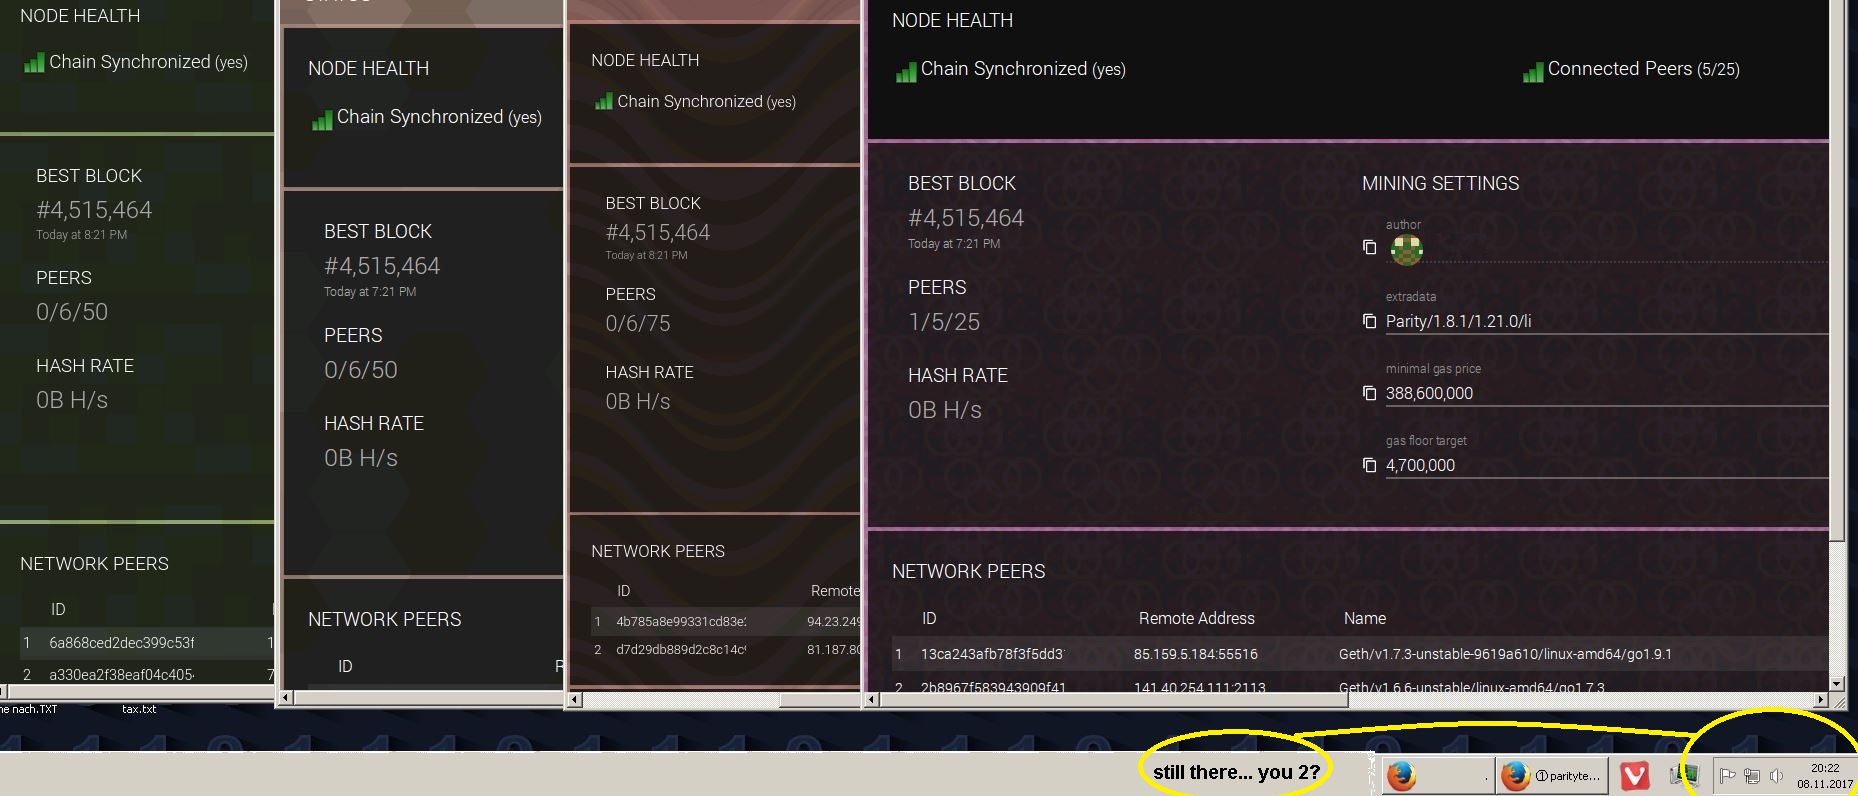 NODE HEALTH
Chain Synchronized (yes)
BEST BLOCK
#4,515,464
Today at 8:21 PM
PEERS
0/6/50
HASH RATE
0B H/s
NETWORK PEERS
ID
1 6a868ced2dec399c53f 1
2 a330ea2f38eaf04c405 7
NODE HEALTH
Chain Synchronized (yes)
BEST BLOCK
#4,515,464
Today at 7:21 PM
PEERS
0/6/50
HASH RATE
0B H/s
NETWORK PEERS
ID R
NODE HEALTH
Chain Synchronized (yes)
BEST BLOCK
#4,515,464
Today at 8:21 PM
PEERS
0/6/75
HASH RATE
0B H/s
NETWORK PEERS
ID Remote
1 4b785a8e99331cd83e 94.23.249
2 d7d29db889d2c8c14c 81.187.80
NODE HEALTH
Chain Synchronized (yes)
Connected Peers (5/25)
BEST BLOCK
#4,515,464
Today at 7:21 PM
PEERS
1/5/25
HASH RATE
0B H/s
MINING SETTINGS
author
extradata
Parity/1.8.1/1.21.0/li
minimal gas price
388,600,000
gas floor target
4,700,000
NETWORK PEERS
ID Remote Address Name
1 13ca243afb78f3f5dd3 85.159.5.184:55516 Geth/v1.7.3-unstable-9619a610/linux-amd64/go1.9.1
2 2b8967f583943909f41 141.40.254.111:2113 Geth/v1.6.6-unstable/linux-amd64/go1.7.3
ne nach.TXT tax.txt
still there... you 2?
parityte...
20:22
08.11.2017